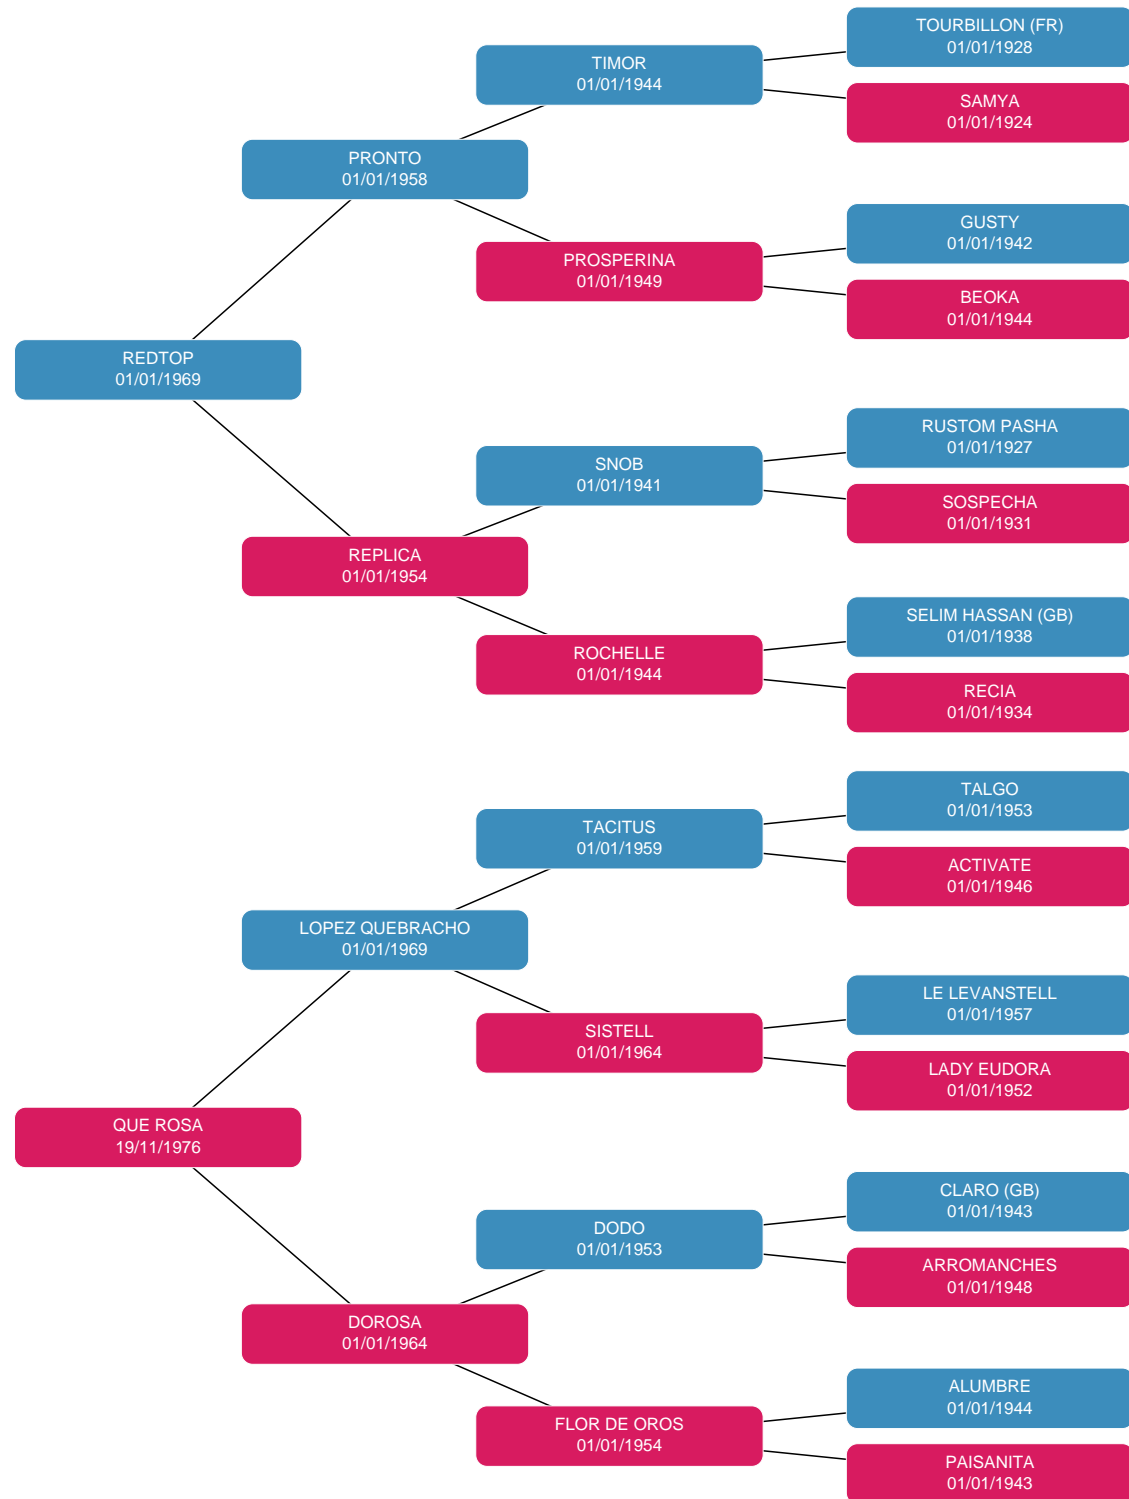 TOURBILLON (FR)
01/01/1928
TIMOR
01/01/1944
SAMYA
01/01/1924
PRONTO
01/01/1958
GUSTY
01/01/1942
PROSPERINA
01/01/1949
BEOKA
01/01/1944
REDTOP
01/01/1969
RUSTOM PASHA
01/01/1927
SNOB
01/01/1941
SOSPECHA
01/01/1931
REPLICA
01/01/1954
SELIM HASSAN (GB)
01/01/1938
ROCHELLE
01/01/1944
RECIA
01/01/1934
TALGO
01/01/1953
TACITUS
01/01/1959
ACTIVATE
01/01/1946
LOPEZ QUEBRACHO
01/01/1969
LE LEVANSTELL
01/01/1957
SISTELL
01/01/1964
LADY EUDORA
01/01/1952
QUE ROSA
19/11/1976
CLARO (GB)
01/01/1943
DODO
01/01/1953
ARROMANCHES
01/01/1948
DOROSA
01/01/1964
ALUMBRE
01/01/1944
FLOR DE OROS
01/01/1954
PAISANITA
01/01/1943